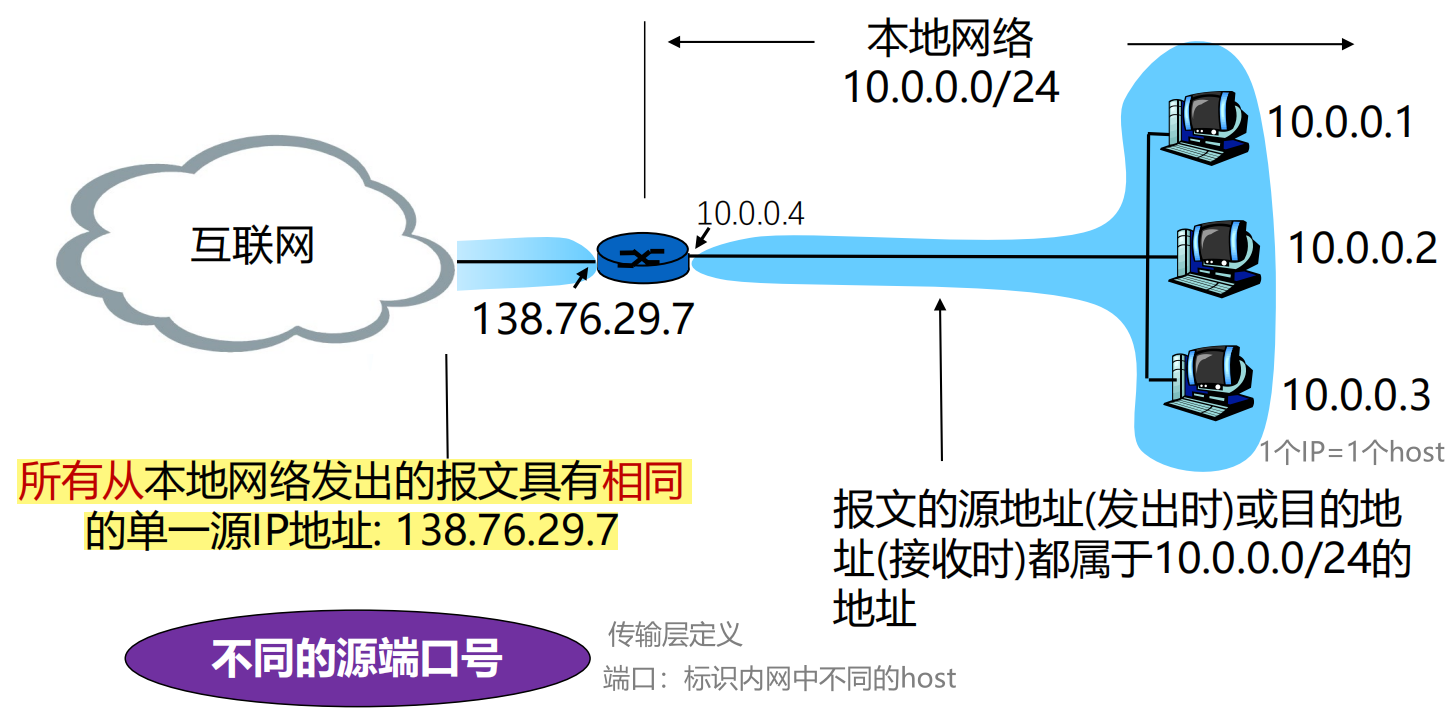 本地网络
10.0.0.0/24
10.0.0.1
10.0.0.4
互联网
10.0.0.2
138.76.29.7
10.0.0.3
1个IP=1个host
所有从本地网络发出的报文具有相同
的单一源IP地址: 138.76.29.7
报文的源地址(发出时)或目的地
址(接收时)都属于10.0.0.0/24的
地址
不同的源端口号
传输层定义
端口：标识内网中不同的host